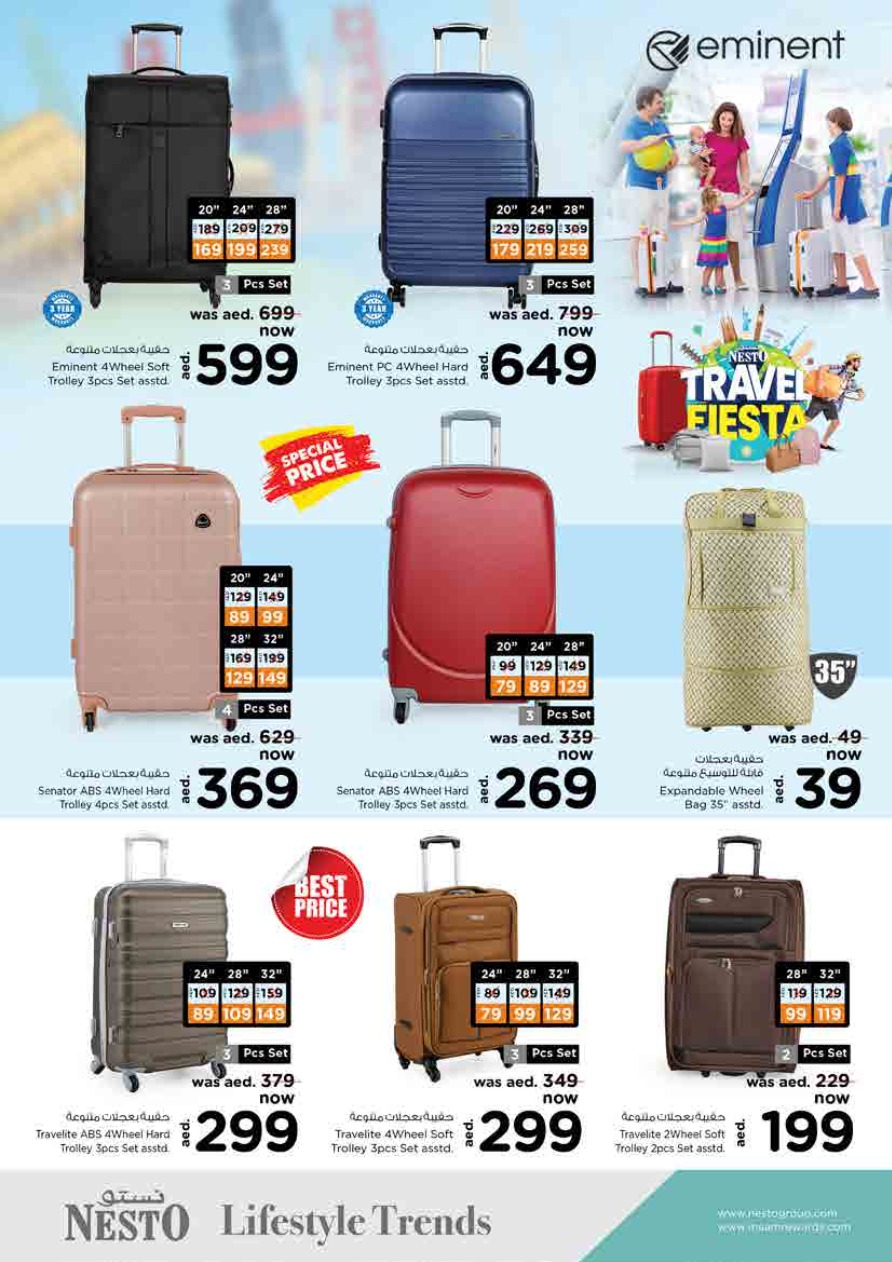 eminent
20" 24" 28"
189 209 279
169 199 239
3 Pcs Set
3 YEAR
was aed. 699
now
aed. 599
حقيبة بعجلات متنوعة
Eminent 4Wheel Soft
Trolley 3pcs Set asstd.
20" 24" 28"
229 269 309
179 219 259
3 Pcs Set
3 YEAR
was aed. 799
now
aed. 649
حقيبة بعجلات متنوعة
Eminent PC 4Wheel Hard
Trolley 3pcs Set asstd.
NESTO
TRAVEL
FIESTA
SPECIAL
PRICE
20" 24"
129 149
89 99
28" 32"
169 199
129 149
4 Pcs Set
was aed. 629
now
aed. 369
حقيبة بعجلات متنوعة
Senator ABS 4Wheel Hard
Trolley 4pcs Set asstd.
20" 24" 28"
99 129 149
79 89 129
3 Pcs Set
was aed. 339
now
aed. 269
حقيبة بعجلات متنوعة
Senator ABS 4Wheel Hard
Trolley 3pcs Set asstd.
35"
was aed. 49
now
aed. 39
حقيبة بعجلات
قابلة للتوسيع متنوعة
Expandable Wheel
Bag 35" asstd.
BEST
PRICE
24" 28" 32"
109 129 159
89 109 149
3 Pcs Set
was aed. 379
now
aed. 299
حقيبة بعجلات متنوعة
Travelite ABS 4Wheel Hard
Trolley 3pcs Set asstd.
24" 28" 32"
89 109 149
79 99 129
3 Pcs Set
was aed. 349
now
aed. 299
حقيبة بعجلات متنوعة
Travelite 4Wheel Soft
Trolley 3pcs Set asstd.
28" 32"
119 129
99 119
2 Pcs Set
was aed. 229
now
aed. 199
حقيبة بعجلات متنوعة
Travelite 2Wheel Soft
Trolley 2pcs Set asstd.
نستو
NESTO Lifestyle Trends
www.nestogroup.com
www.inaamrewards.com